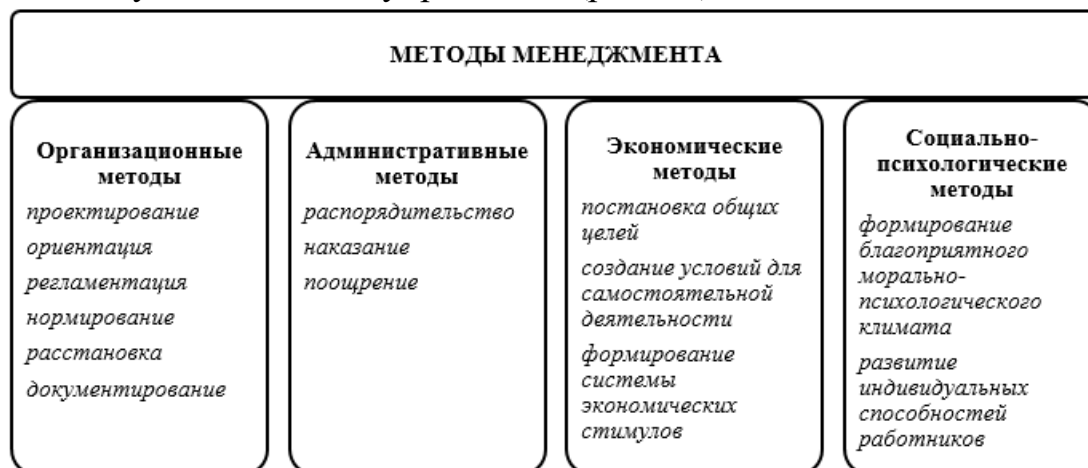 МЕТОДЫ МЕНЕДЖМЕНТА
Организационные
методы
проектирование
ориентация
регламентация
нормирование
расстановка
документирование
Административные
методы
распорядительство
наказание
поощрение
Экономические
методы
постановка общих
целей
создание условий для
самостоятельной
деятельности
формирование
системы
экономических
стимулов
Социально-
психологические
методы
формирование
благоприятного
морально-
психологического
климата
развитие
индивидуальных
способностей
работников